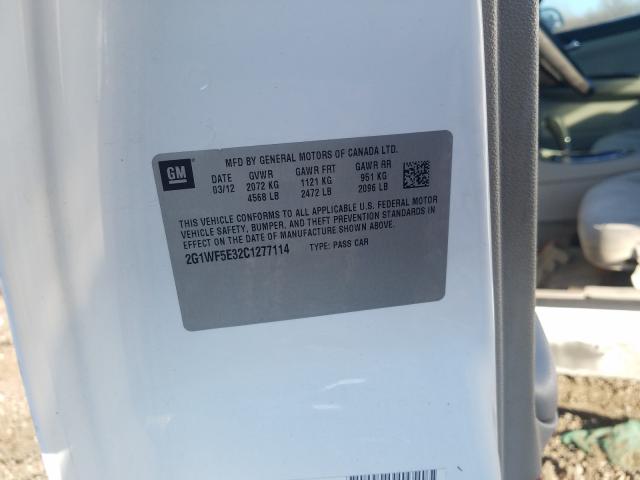 GM
MFD BY GENERAL MOTORS OF CANADA LTD.
DATE GVWR GAWR FRT GAWR RR
03/12 2072 KG 1121 KG 951 KG
4568 LB 2472 LB 2096 LB
THIS VEHICLE CONFORMS TO ALL APPLICABLE U.S. FEDERAL MOTOR
VEHICLE SAFETY, BUMPER, AND THEFT PREVENTION STANDARDS IN
EFFECT ON THE DATE OF MANUFACTURE SHOWN ABOVE.
2G1WF5E32C1277114 TYPE: PASS CAR